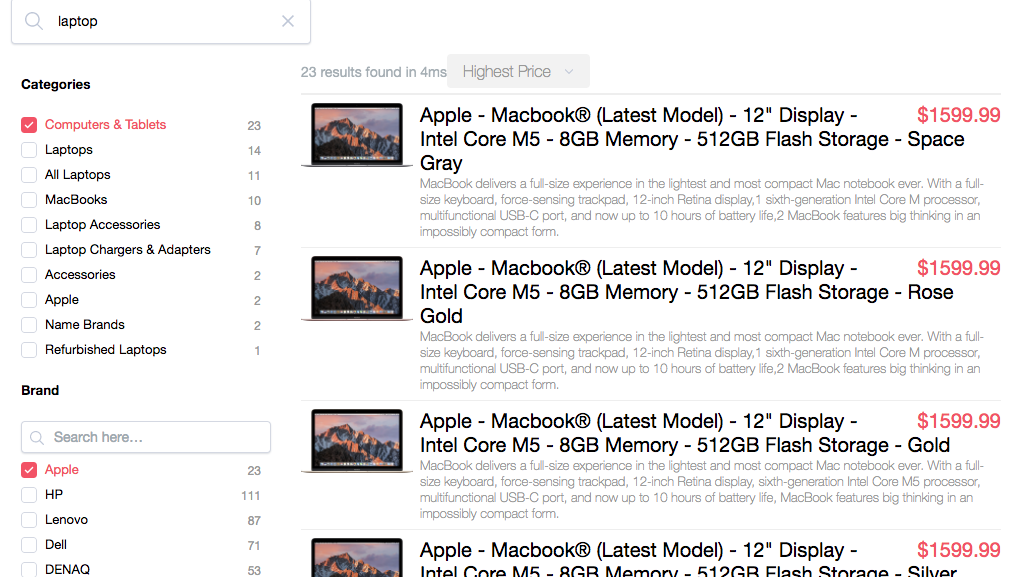 laptop
Categories
Computers & Tablets 23
Laptops 14
All Laptops 11
MacBooks 10
Laptop Accessories 8
Laptop Chargers & Adapters 7
Accessories 2
Apple 2
Name Brands 2
Refurbished Laptops 1
Brand
Search here...
Apple 23
HP 111
Lenovo 87
Dell 71
DENAQ 53
23 results found in 4ms Highest Price
Apple - Macbook® (Latest Model) - 12" Display - $1599.99
Intel Core M5 - 8GB Memory - 512GB Flash Storage - Space
Gray
MacBook delivers a full-size experience in the lightest and most compact Mac notebook ever. With a full-
size keyboard, force-sensing trackpad, 12-inch Retina display,1 sixth-generation Intel Core M processor,
multifunctional USB-C port, and now up to 10 hours of battery life,2 MacBook features big thinking in an
impossibly compact form.
Apple - Macbook® (Latest Model) - 12" Display - $1599.99
Intel Core M5 - 8GB Memory - 512GB Flash Storage - Rose
Gold
MacBook delivers a full-size experience in the lightest and most compact Mac notebook ever. With a full-
size keyboard, force-sensing trackpad, 12-inch Retina display,1 sixth-generation Intel Core M processor,
multifunctional USB-C port, and now up to 10 hours of battery life,2 MacBook features big thinking in an
impossibly compact form.
Apple - Macbook® (Latest Model) - 12" Display - $1599.99
Intel Core M5 - 8GB Memory - 512GB Flash Storage - Gold
MacBook delivers a full-size experience in the lightest and most compact Mac notebook ever. With a full-
size keyboard, force-sensing trackpad, 12-inch Retina display, sixth-generation Intel Core M5 processor,
multifunctional USB-C port, and now up to 10 hours of battery life, MacBook features big thinking in an
impossibly compact form.
Apple - Macbook® (Latest Model) - 12" Display - $1599.99
Intel Core M5 - 8GB Memory - 512GB Flash Storage - Silver